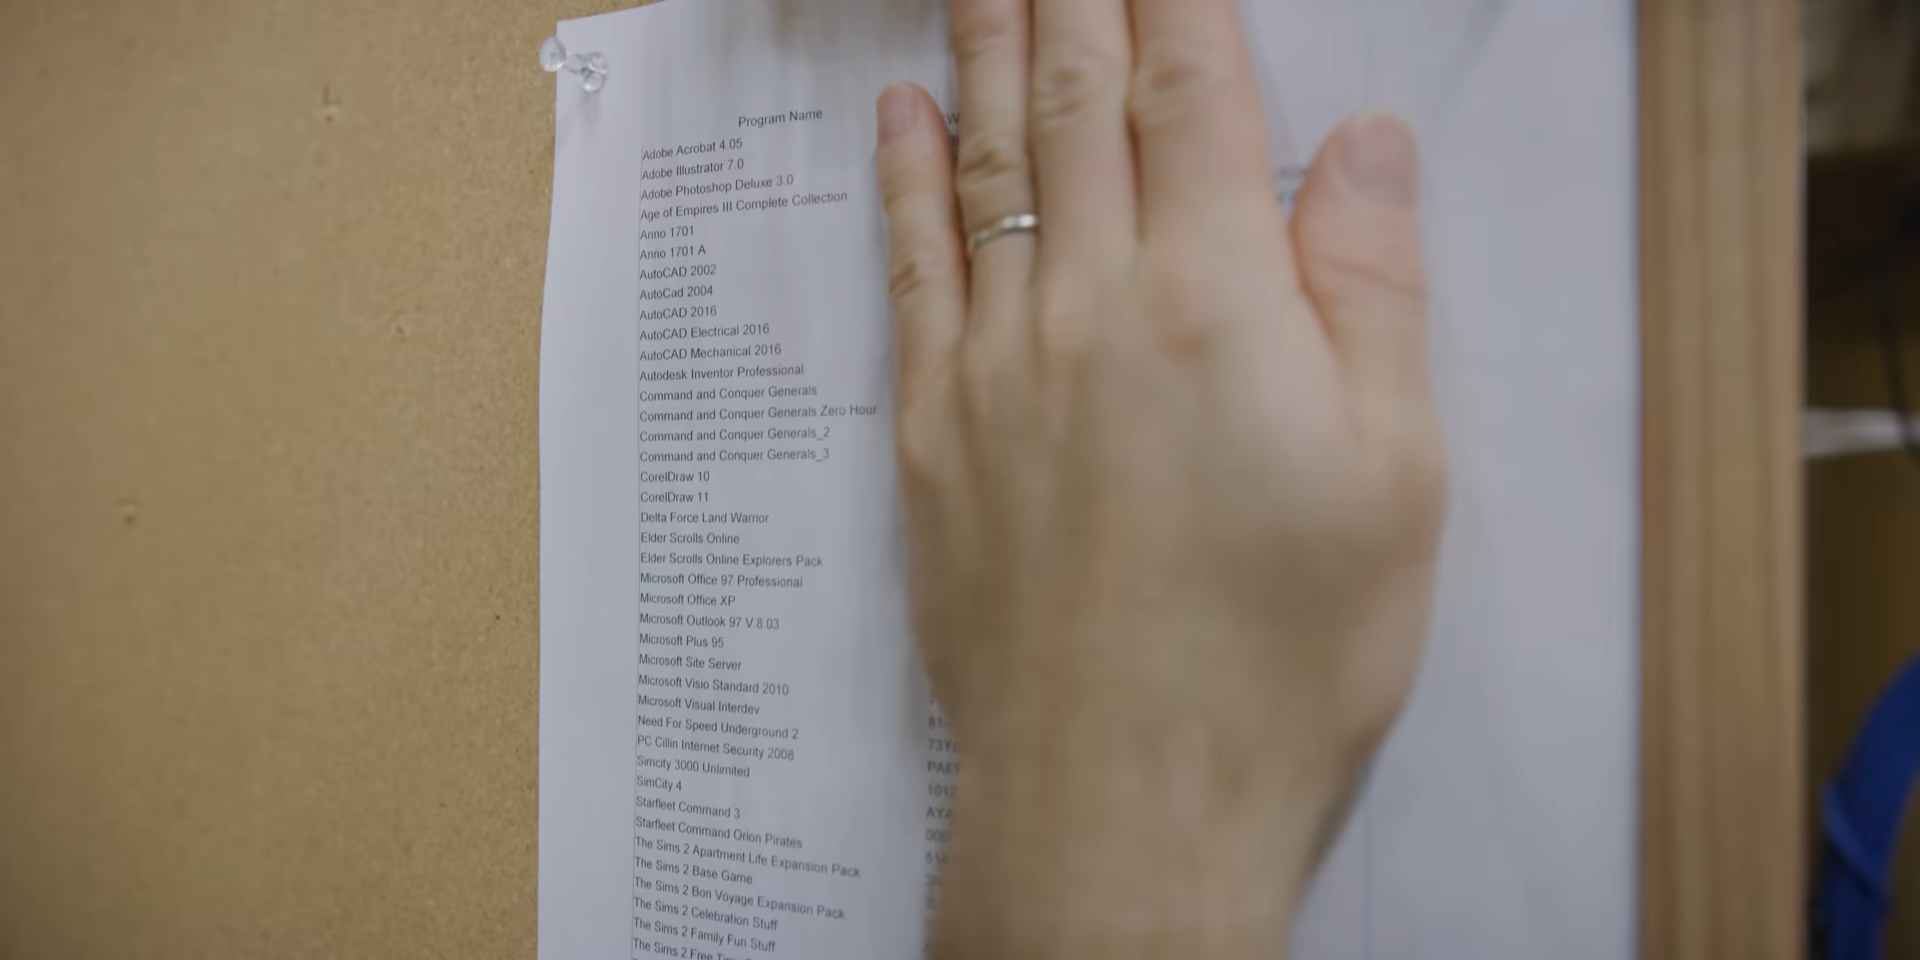 Program Name
Adobe Acrobat 4.05
Adobe Illustrator 7.0
Adobe Photoshop Deluxe 3.0
Age of Empires III Complete Collection
Anno 1701
Anno 1701 A
AutoCAD 2002
AutoCad 2004
AutoCAD 2016
AutoCAD Electrical 2016
AutoCAD Mechanical 2016
Autodesk Inventor Professional
Command and Conquer Generals
Command and Conquer Generals Zero Hour
Command and Conquer Generals_2
Command and Conquer Generals_3
CorelDraw 10
CorelDraw 11
Delta Force Land Warrior
Elder Scrolls Online
Elder Scrolls Online Explorers Pack
Microsoft Office 97 Professional
Microsoft Office XP
Microsoft Outlook 97 V.8.03
Microsoft Plus 95
Microsoft Site Server
Microsoft Visio Standard 2010
Microsoft Visual Interdev
Need For Speed Underground 2
PC Cillin Internet Security 2008
Simcity 3000 Unlimited
SimCity 4
Starfleet Command 3
Starfleet Command Orion Pirates
The Sims 2 Apartment Life Expansion Pack
The Sims 2 Base Game
The Sims 2 Bon Voyage Expansion Pack
The Sims 2 Celebration Stuff
The Sims 2 Family Fun Stuff
The Sims 2 Free